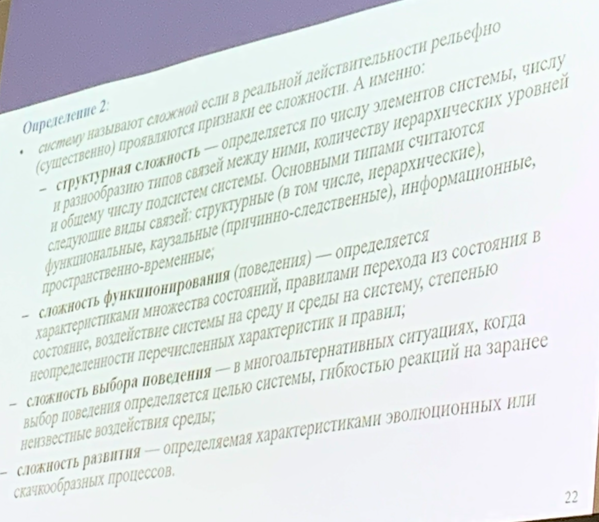 Определение 2:
• систему называют сложной если в реальной действительности рельефно
(существенно) проявляются признаки ее сложности. А именно:
– структурная сложность — определяется по числу элементов системы, числу
и разнообразию типов связей между ними, количеству иерархических уровней
и общему числу подсистем системы. Основными типами считаются
следующие виды связей: структурные (в том числе, иерархические),
функциональные, каузальные (причинно-следственные), информационные,
пространственно-временные;
– сложность функционирования (поведения) — определяется
характеристиками множества состояний, правилами перехода из состояния в
состояние, воздействие системы на среду и среды на систему, степенью
неопределенности перечисленных характеристик и правил;
– сложность выбора поведения — в многоальтернативных ситуациях, когда
выбор поведения определяется целью системы, гибкостью реакций на заранее
неизвестные воздействия среды;
– сложность развития — определяемая характеристиками эволюционных или
скачкообразных процессов.
22